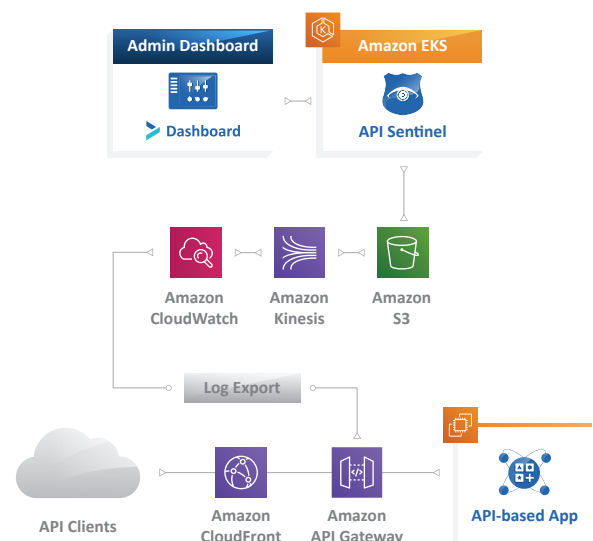 Admin Dashboard
Amazon EKS
Dashboard
API Sentinel
Amazon
CloudWatch
Amazon
Kinesis
Amazon
S3
Log Export
API Clients
Amazon
CloudFront
Amazon
API Gateway
API-based App